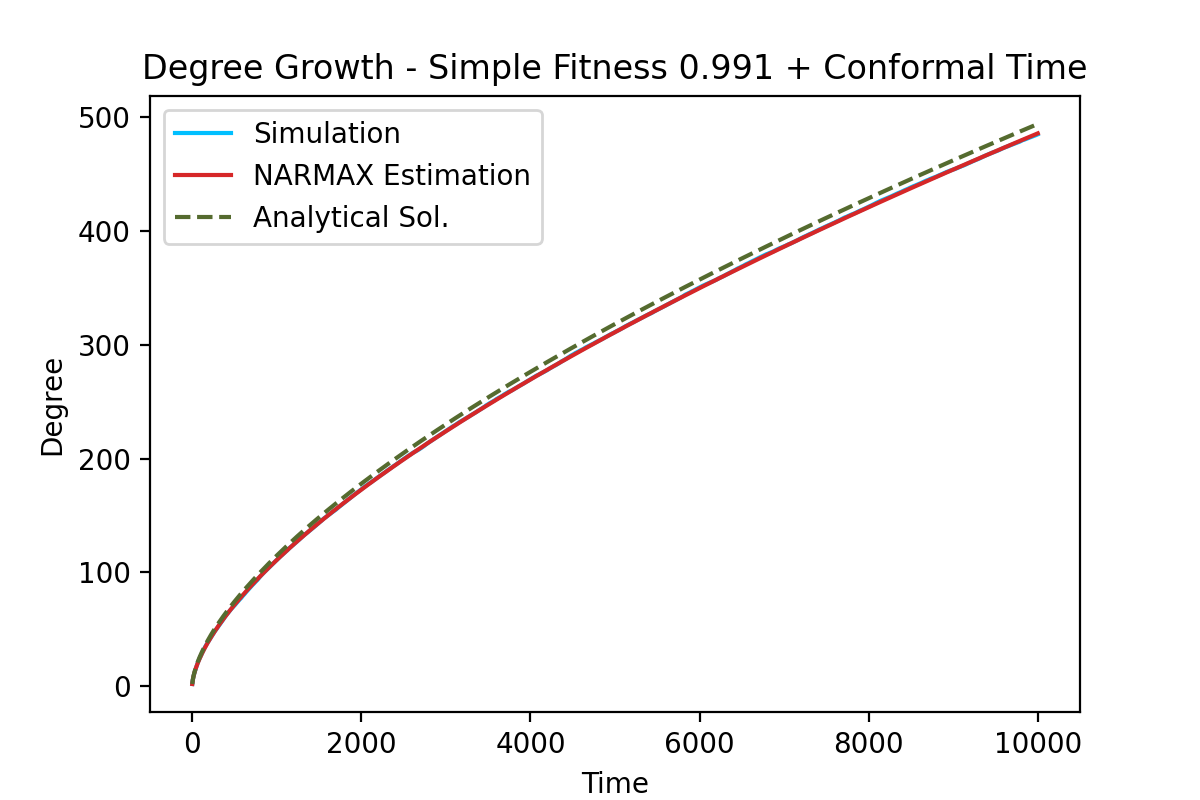 Degree Growth - Simple Fitness 0.991 + Conformal Time
Simulation
NARMAX Estimation
Analytical Sol.
500
400
300
200
100
0
Degree
0 2000 4000 6000 8000 10000
Time